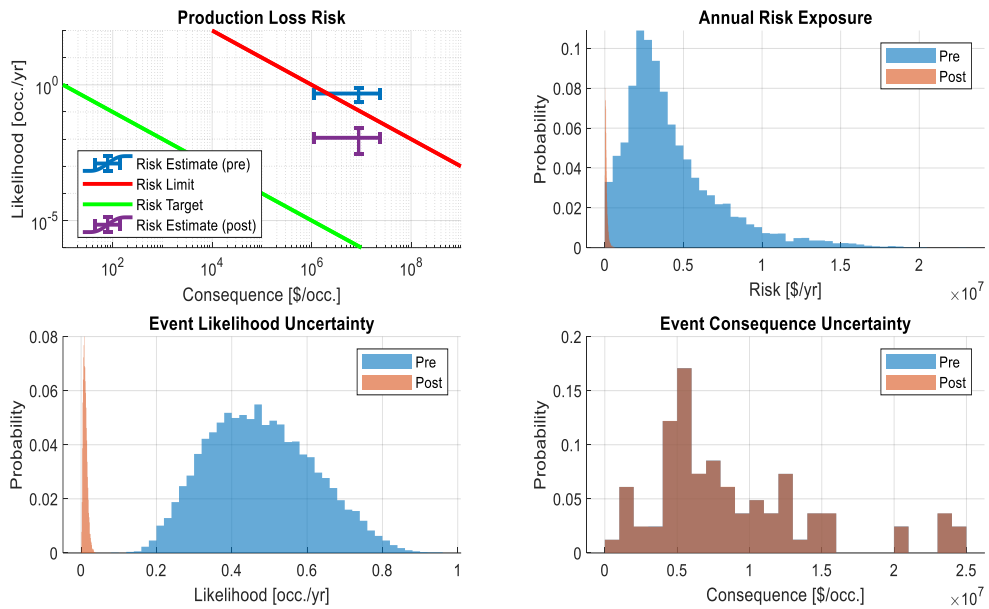 Production Loss Risk
Likelihood [occ./yr]
10^0
10^-5
Risk Estimate (pre)
Risk Limit
Risk Target
Risk Estimate (post)
10^2
10^4
10^6
10^8
Consequence [$/occ.]
Annual Risk Exposure
Probability
0.1
0.08
0.06
0.04
0.02
0
Pre
Post
0
0.5
1
1.5
2
×10^7
Risk [$/yr]
Event Likelihood Uncertainty
Probability
0.08
0.06
0.04
0.02
0
Pre
Post
0
0.2
0.4
0.6
0.8
1
Likelihood [occ./yr]
Event Consequence Uncertainty
Probability
0.2
0.15
0.1
0.05
0
Pre
Post
0
0.5
1
1.5
2
2.5
×10^7
Consequence [$/occ.]